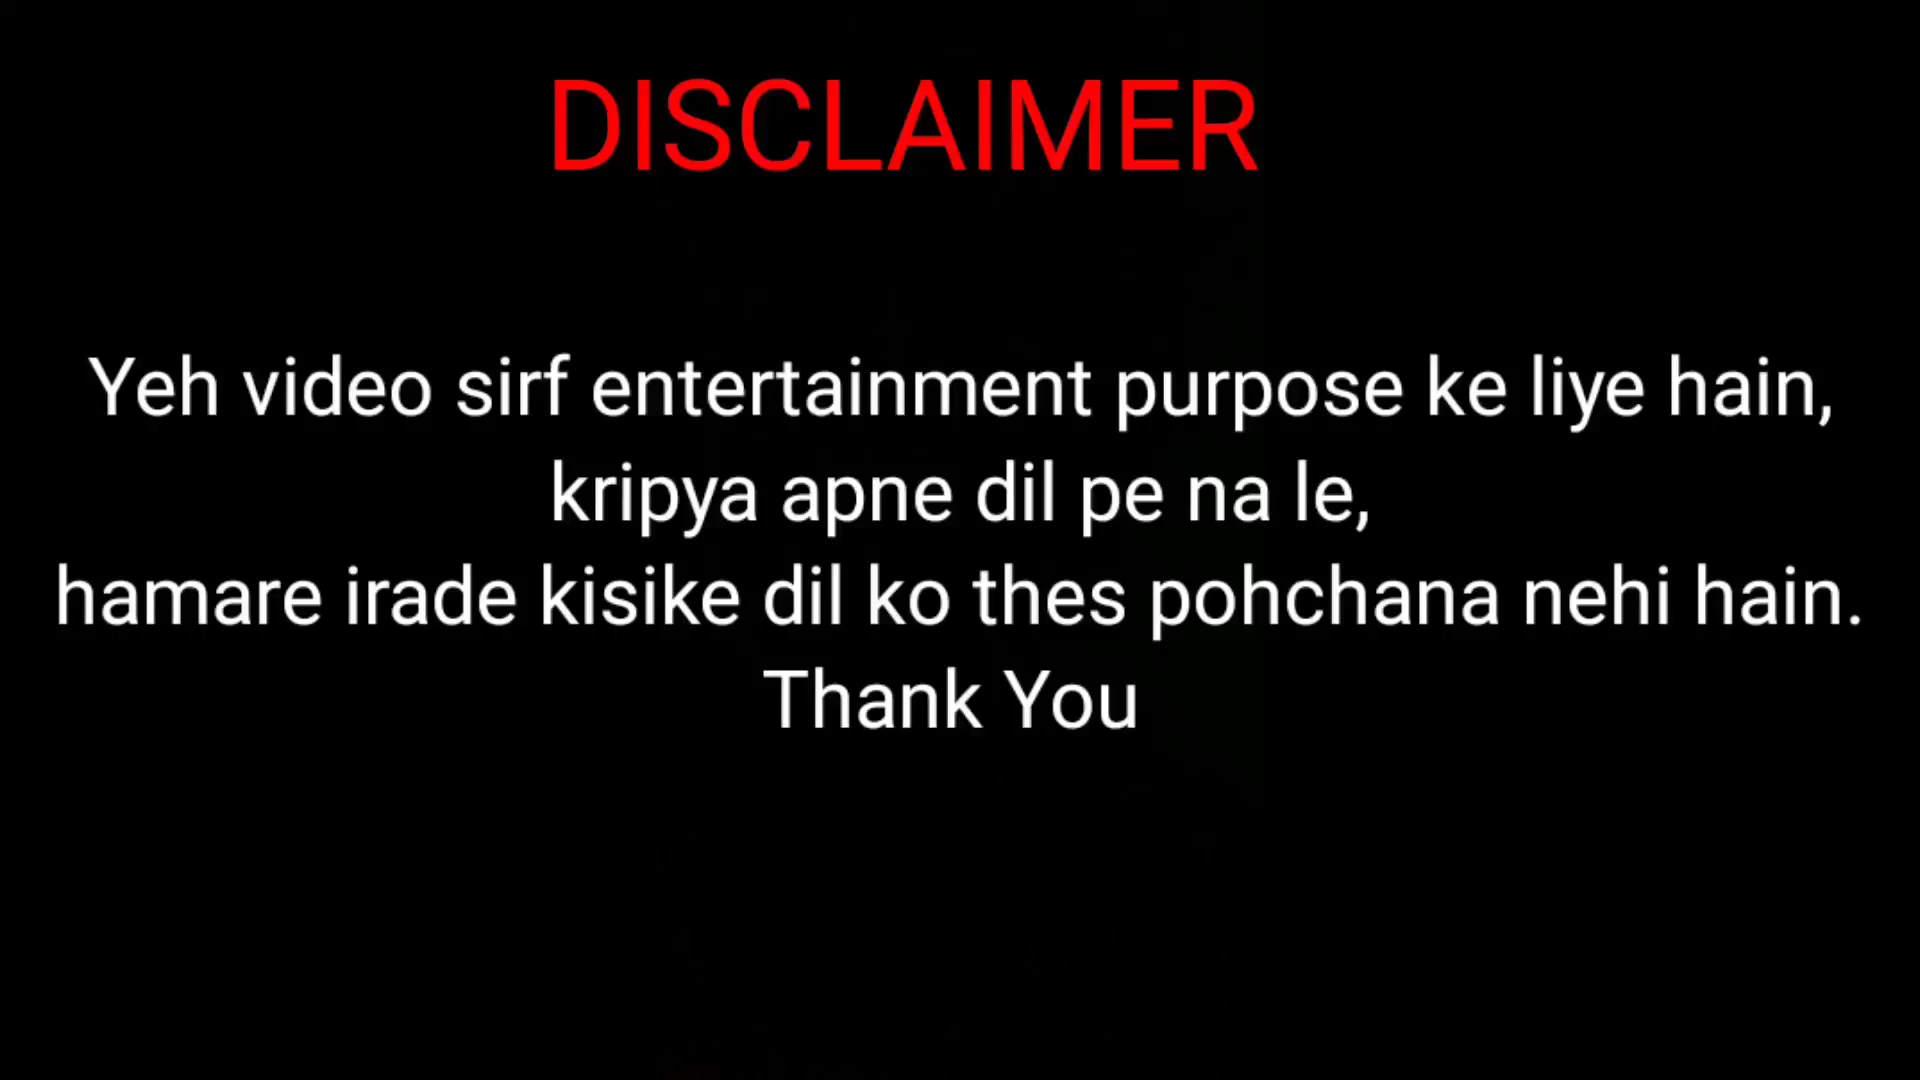 DISCLAIMER
Yeh video sirf entertainment purpose ke liye hain,
kripya apne dil pe na le,
hamare irade kisike dil ko thes pohchana nehi hain.
Thank You